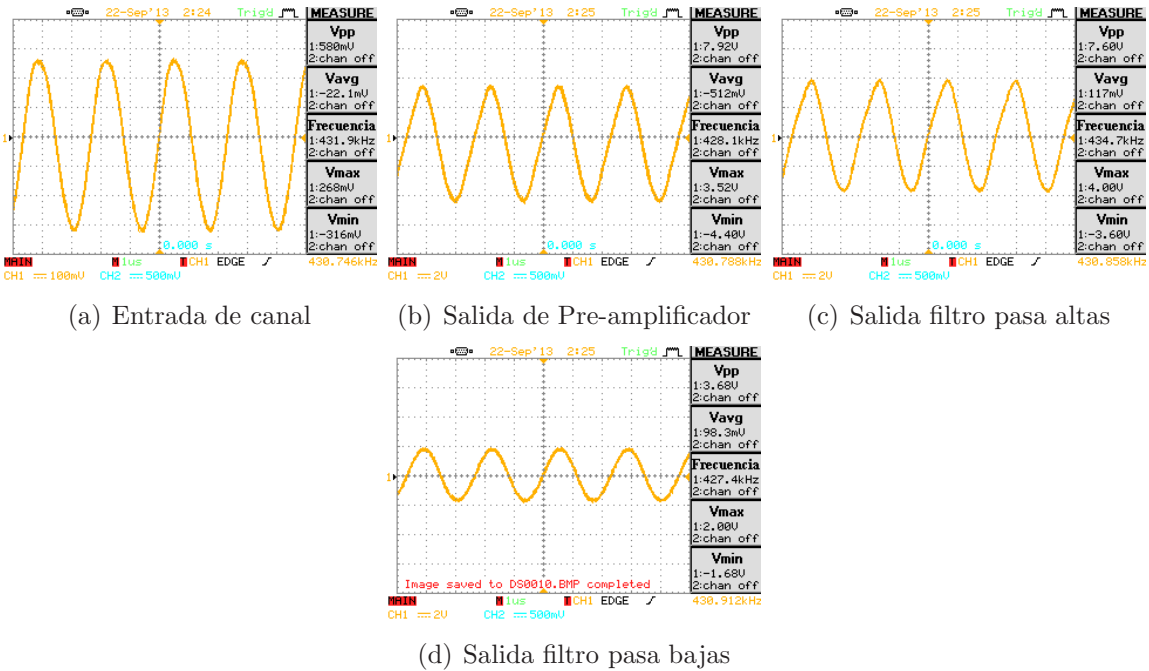 22-Sep'13 2:24 Trig'd MEASURE
Vpp
1:580mV
2:chan off
Vavg
1:-22.1mV
2:chan off
Frecuencia
1:431.9kHz
2:chan off
Vmax
1:268mV
2:chan off
Vmin
1:-316mV
2:chan off
1
0.000 s
MAIN M 1us T CH1 EDGE 430.746kHz
CH1 100mV CH2 500mV
(a) Entrada de canal
22-Sep'13 2:25 Trig'd MEASURE
Vpp
1:7.92V
2:chan off
Vavg
1:-512mV
2:chan off
Frecuencia
1:428.1kHz
2:chan off
Vmax
1:3.52V
2:chan off
Vmin
1:-4.40V
2:chan off
1
0.000 s
MAIN M 1us T CH1 EDGE 430.788kHz
CH1 2V CH2 500mV
(b) Salida de Pre-amplificador
22-Sep'13 2:25 Trig'd MEASURE
Vpp
1:7.60V
2:chan off
Vavg
1:117mV
2:chan off
Frecuencia
1:434.7kHz
2:chan off
Vmax
1:4.00V
2:chan off
Vmin
1:-3.60V
2:chan off
1
0.000 s
MAIN M 1us T CH1 EDGE 430.858kHz
CH1 2V CH2 500mV
(c) Salida filtro pasa altas
22-Sep'13 2:25 Trig'd MEASURE
Vpp
1:3.68V
2:chan off
Vavg
1:98.3mV
2:chan off
Frecuencia
1:427.4kHz
2:chan off
Vmax
1:2.00V
2:chan off
Vmin
1:-1.68V
2:chan off
1
Image saved to DS0010.BMP completed
MAIN M 1us T CH1 EDGE 430.912kHz
CH1 2V CH2 500mV
(d) Salida filtro pasa bajas